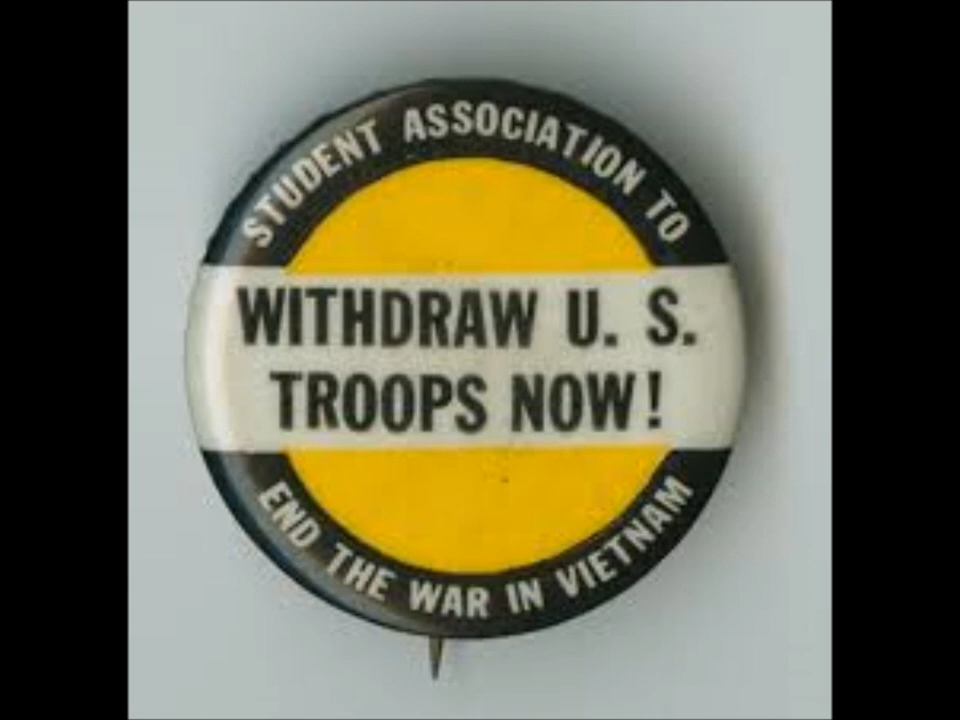 STUDENT ASSOCIATION TO
WITHDRAW U. S.
TROOPS NOW!
END THE WAR IN VIETNAM